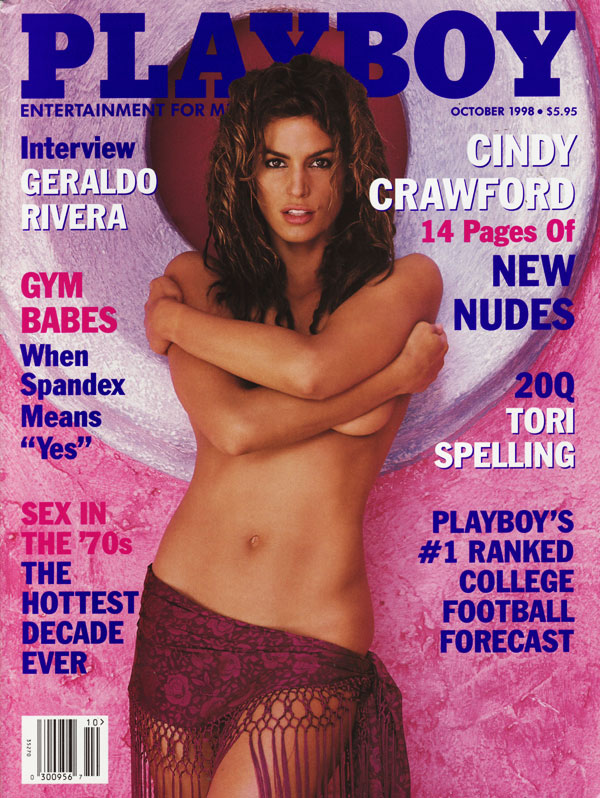 PLAYBOY
ENTERTAINMENT FOR M
OCTOBER 1998 • $5.95
Interview
GERALDO
RIVERA
GYM
BABES
When
Spandex
Means
“Yes”
SEX IN
THE ’70s
THE
HOTTEST
DECADE
EVER
CINDY
CRAWFORD
14 Pages Of
NEW
NUDES
20Q
TORI
SPELLING
PLAYBOY’S
#1 RANKED
COLLEGE
FOOTBALL
FORECAST
10>
0 300956 7